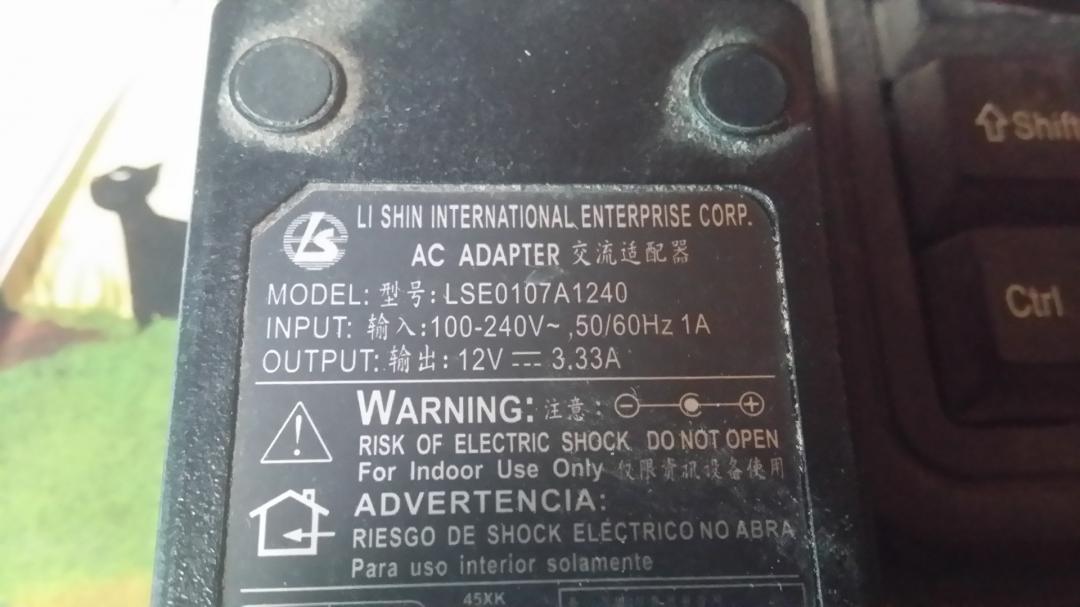 ⇧Shift
Ctrl
LS
LI SHIN INTERNATIONAL ENTERPRISE CORP.
AC ADAPTER 交流适配器
MODEL: 型号: LSE0107A1240
INPUT: 输入:100-240V~ ,50/60Hz 1A
OUTPUT: 输出: 12V ⎓ 3.33A
WARNING: 注意:
RISK OF ELECTRIC SHOCK DO NOT OPEN
For Indoor Use Only 仅限資訊设备使用
ADVERTENCIA:
RIESGO DE SHOCK ELÉCTRICO NO ABRA
Para uso interior solamente
45XK